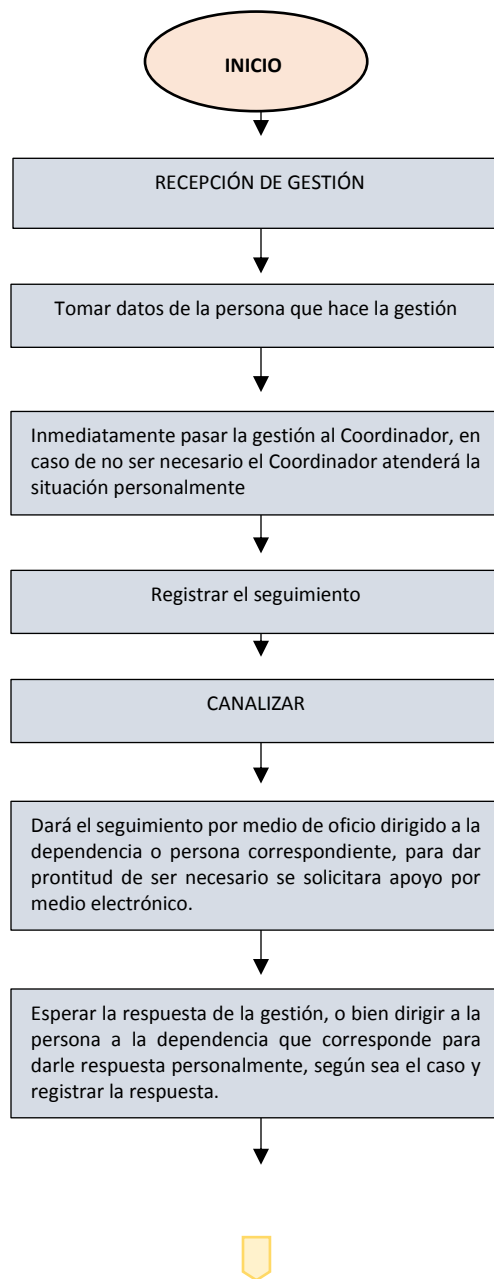 INICIO
RECEPCIÓN DE GESTIÓN
Tomar datos de la persona que hace la gestión
Inmediatamente pasar la gestión al Coordinador, en
caso de no ser necesario el Coordinador atenderá la
situación personalmente
Registrar el seguimiento
CANALIZAR
Dará el seguimiento por medio de oficio dirigido a la
dependencia o persona correspondiente, para dar
prontitud de ser necesario se solicitara apoyo por
medio electrónico.
Esperar la respuesta de la gestión, o bien dirigir a la
persona a la dependencia que corresponde para
darle respuesta personalmente, según sea el caso y
registrar la respuesta.